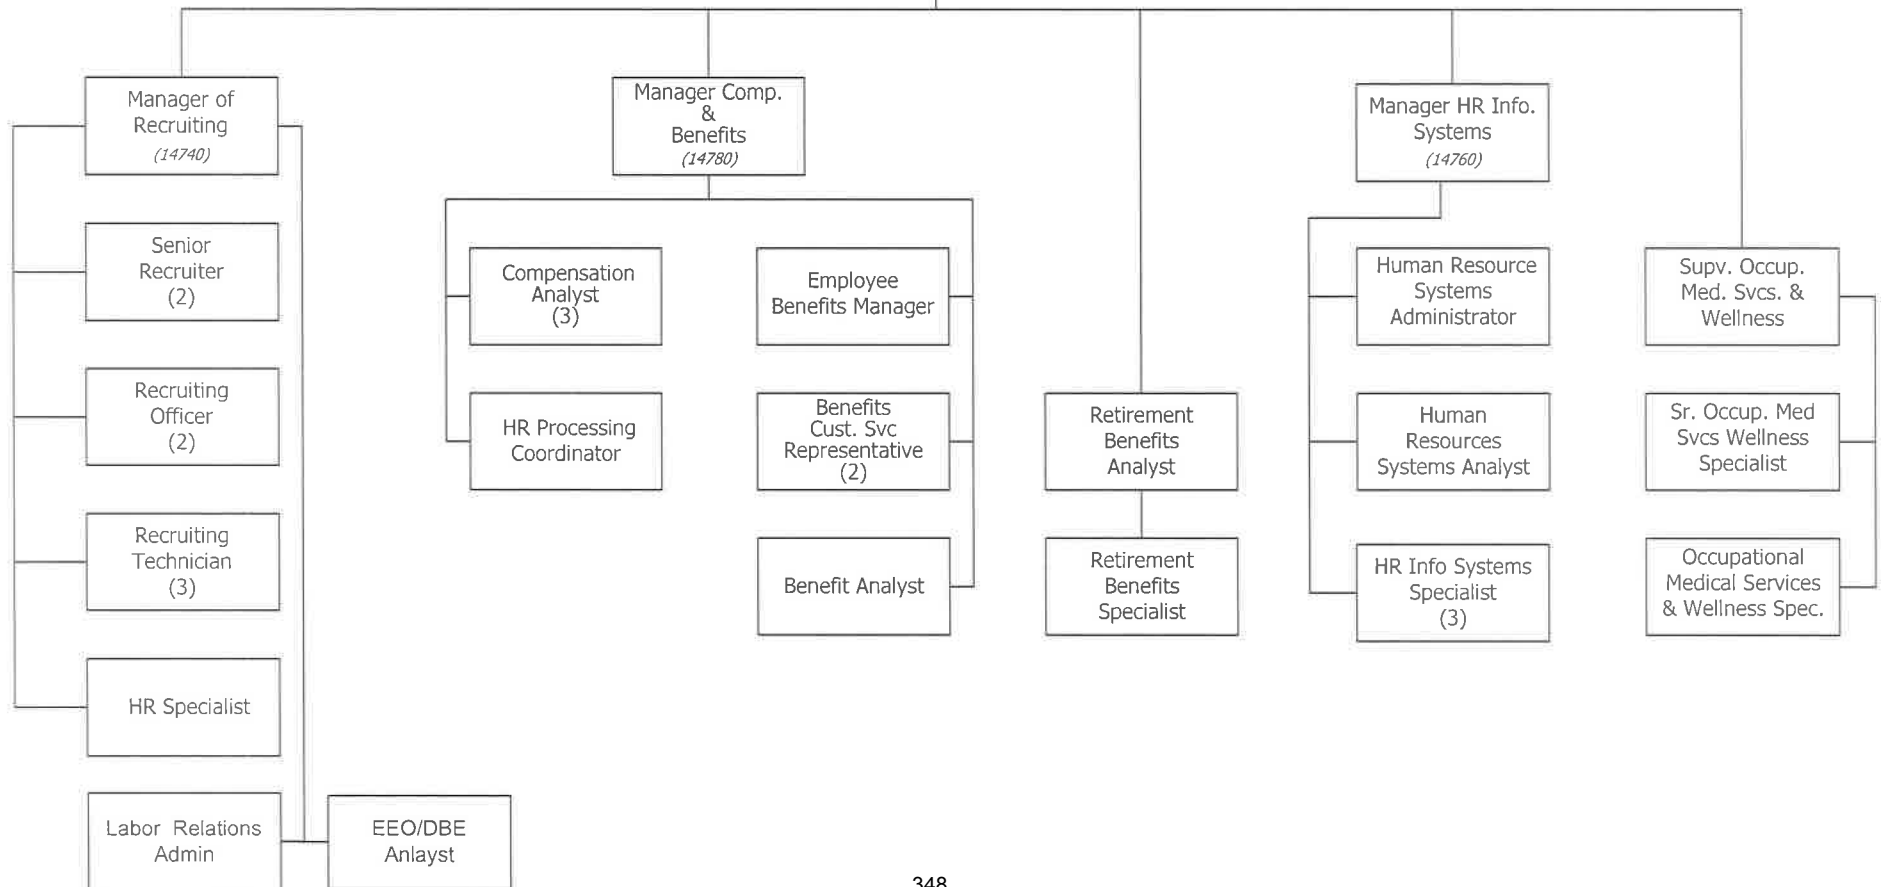 Manager of
Recruiting
(14740)
Senior
Recruiter
(2)
Recruiting
Officer
(2)
Recruiting
Technician
(3)
HR Specialist
Labor Relations
Admin
EEO/DBE
Anlayst
Manager Comp.
&
Benefits
(14780)
Compensation
Analyst
(3)
HR Processing
Coordinator
Employee
Benefits Manager
Benefits
Cust. Svc
Representative
(2)
Benefit Analyst
Retirement
Benefits
Analyst
Retirement
Benefits
Specialist
Manager HR Info.
Systems
(14760)
Human Resource
Systems
Administrator
Human
Resources
Systems Analyst
HR Info Systems
Specialist
(3)
Supv. Occup.
Med. Svcs. &
Wellness
Sr. Occup. Med
Svcs Wellness
Specialist
Occupational
Medical Services
& Wellness Spec.
348